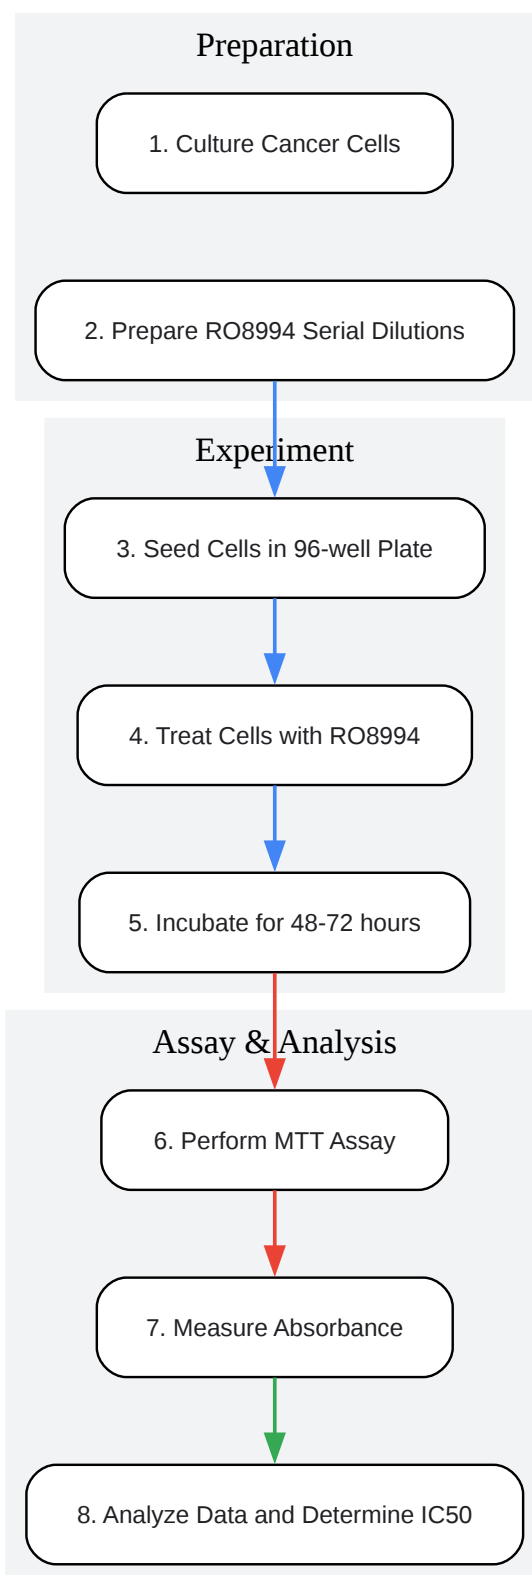 Preparation
1. Culture Cancer Cells
2. Prepare RO8994 Serial Dilutions
Experiment
3. Seed Cells in 96-well Plate
4. Treat Cells with RO8994
5. Incubate for 48-72 hours
Assay & Analysis
6. Perform MTT Assay
7. Measure Absorbance
8. Analyze Data and Determine IC50